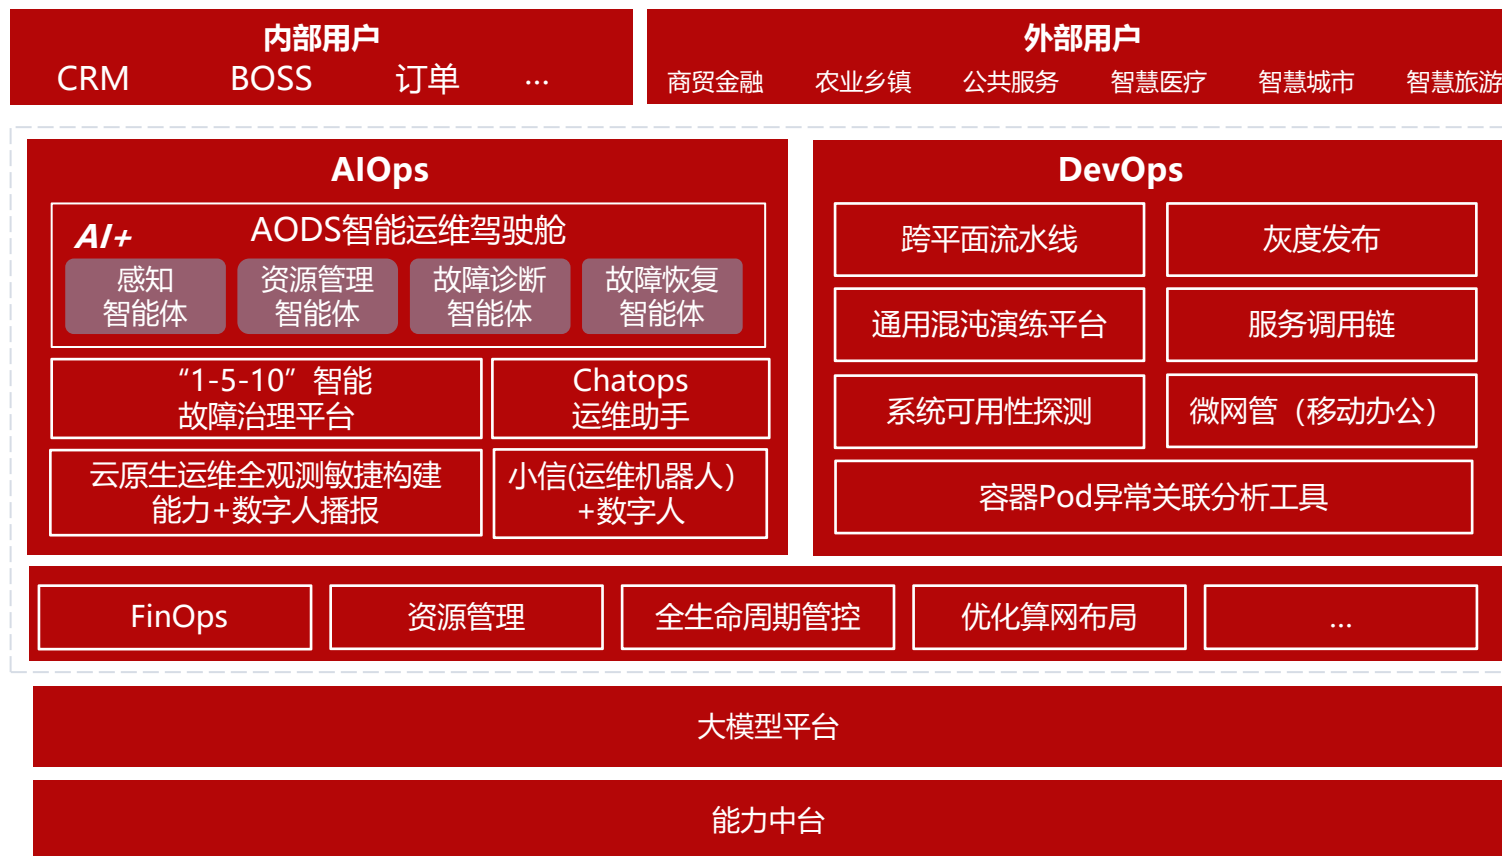 内部用户
CRM BOSS 订单 ...
外部用户
商贸金融 农业乡镇 公共服务 智慧医疗 智慧城市 智慧旅游
AIOps
AI+ AODS智能运维驾驶舱
感知
智能体
资源管理
智能体
故障诊断
智能体
故障恢复
智能体
“1-5-10”智能
故障治理平台
Chatops
运维助手
云原生运维全观测敏捷构建
能力+数字人播报
小信(运维机器人）
+数字人
DevOps
跨平面流水线
灰度发布
通用混沌演练平台
服务调用链
系统可用性探测
微网管（移动办公）
容器Pod异常关联分析工具
FinOps
资源管理
全生命周期管控
优化算网布局
...
大模型平台
能力中台